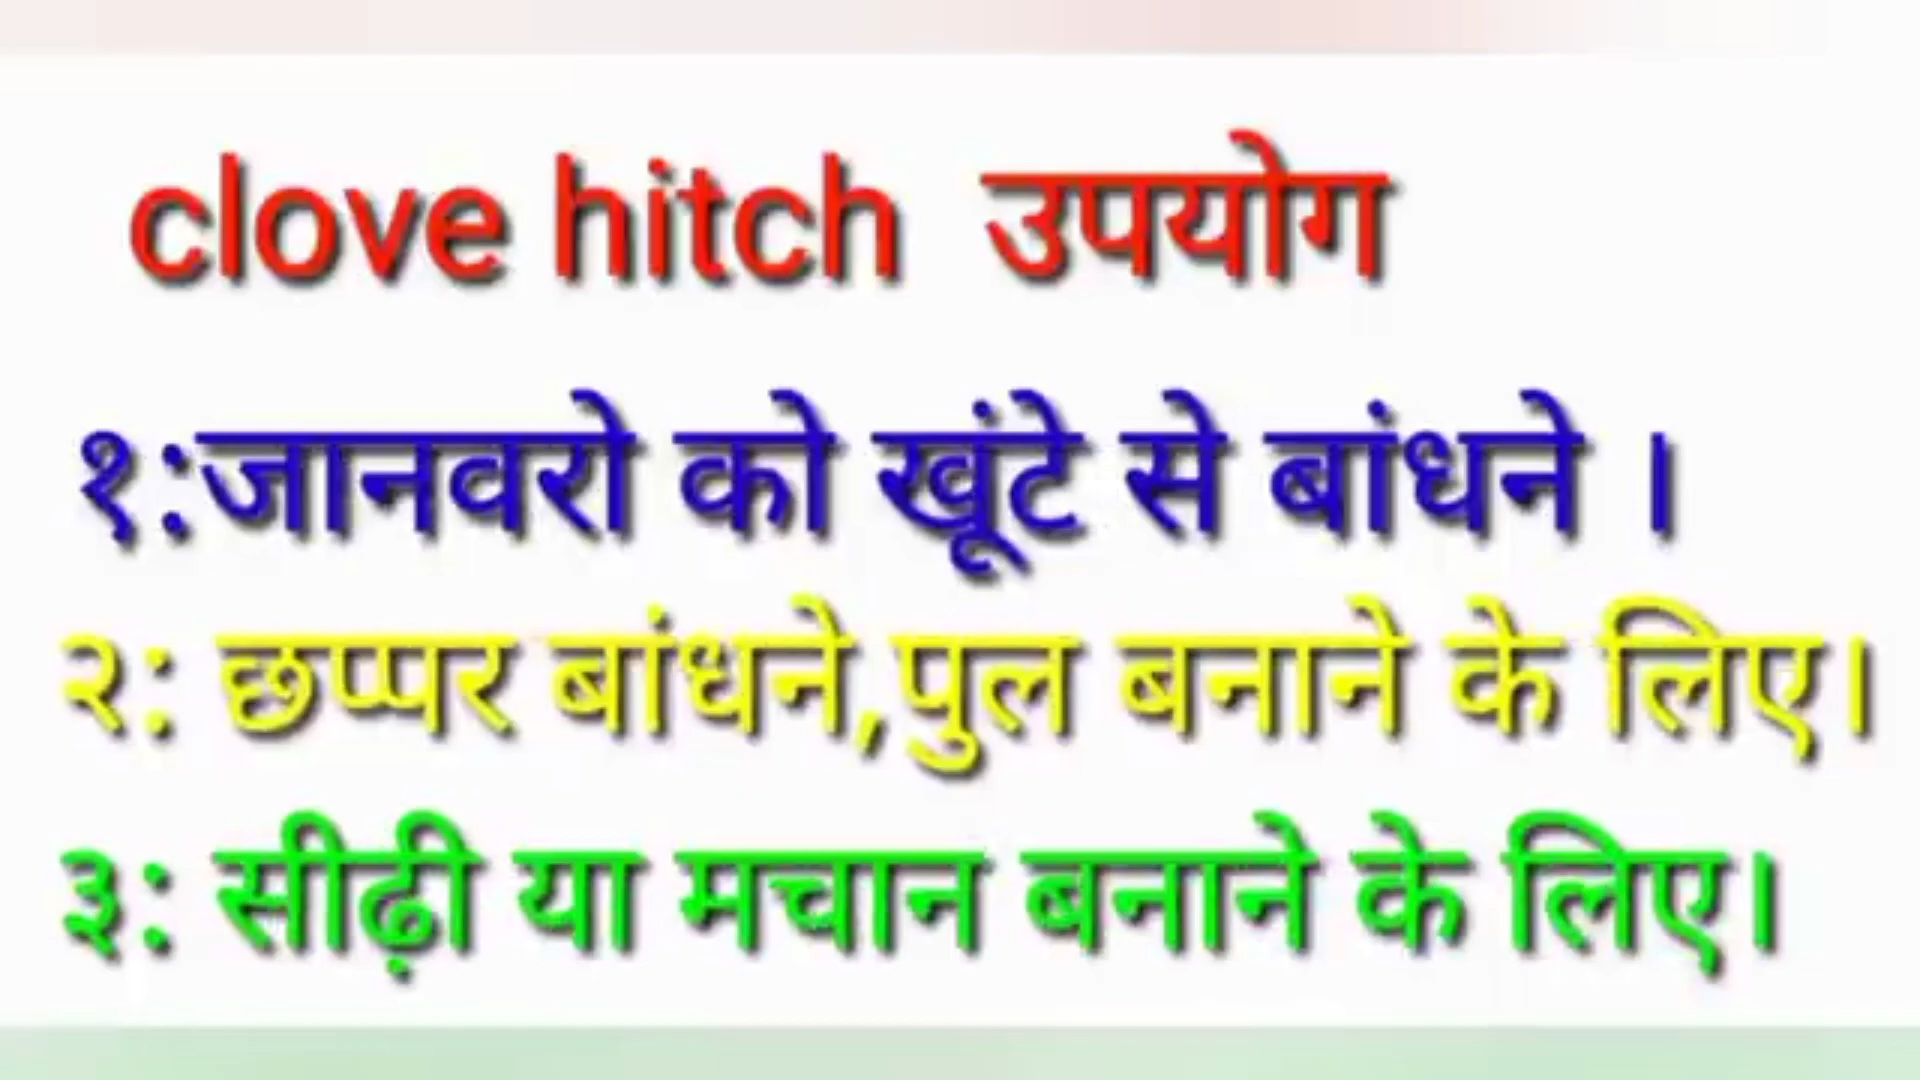 clove hitch उपयोग
१:जानवरो को खूंटे से बांधने ।
२: छप्पर बांधने,पुल बनाने के लिए।
३: सीढ़ी या मचान बनाने के लिए।